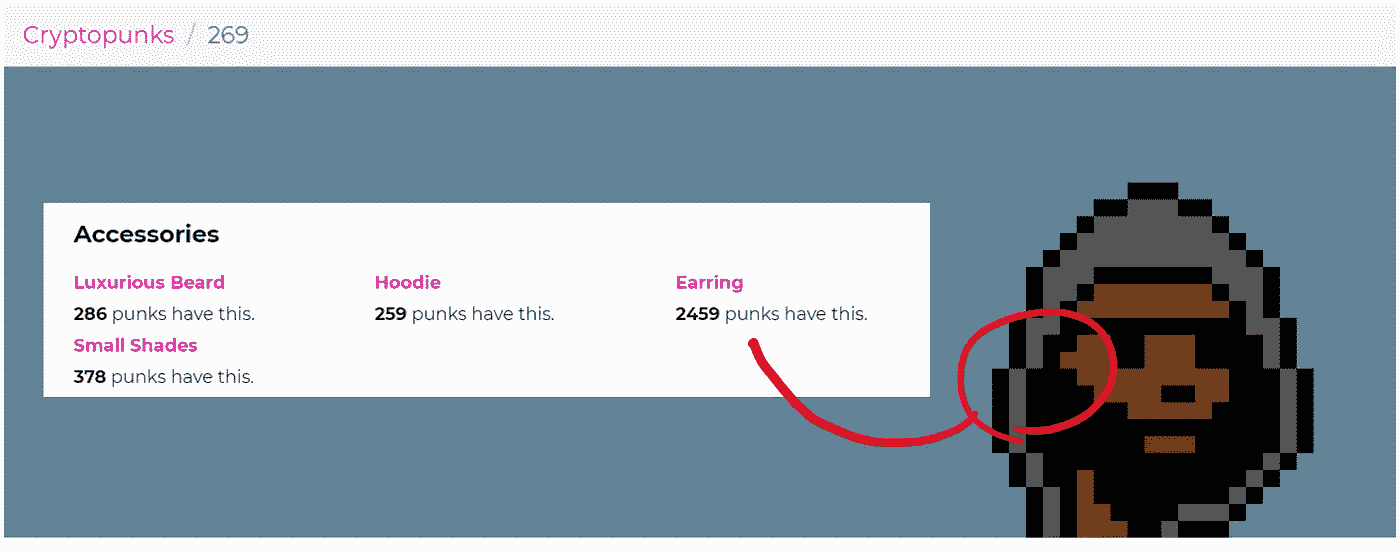 Cryptopunks / 269
Accessories
Luxurious Beard
286 punks have this.
Hoodie
259 punks have this.
Earring
2459 punks have this.
Small Shades
378 punks have this.